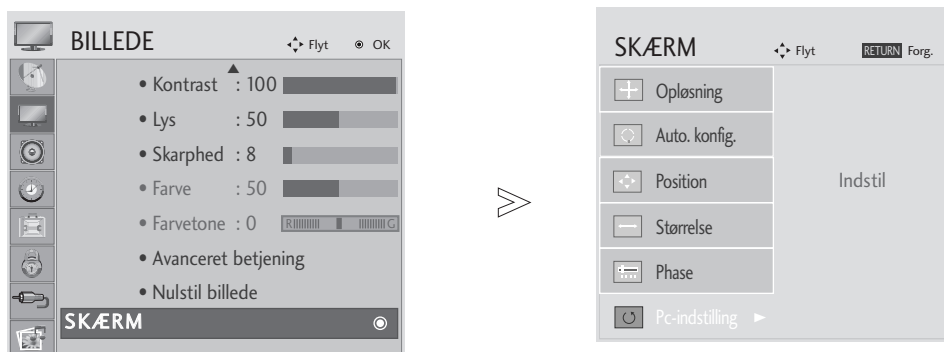 BILLEDE
Flyt OK
• Kontrast : 100
• Lys : 50
• Skarphed : 8
• Farve : 50
• Farvetone : 0 R G
• Avanceret betjening
• Nulstil billede
SKÆRM
SKÆRM
Flyt RETURN Forg.
Opløsning
Auto. konfig.
Position
Størrelse
Phase
Pc-indstilling
Indstil